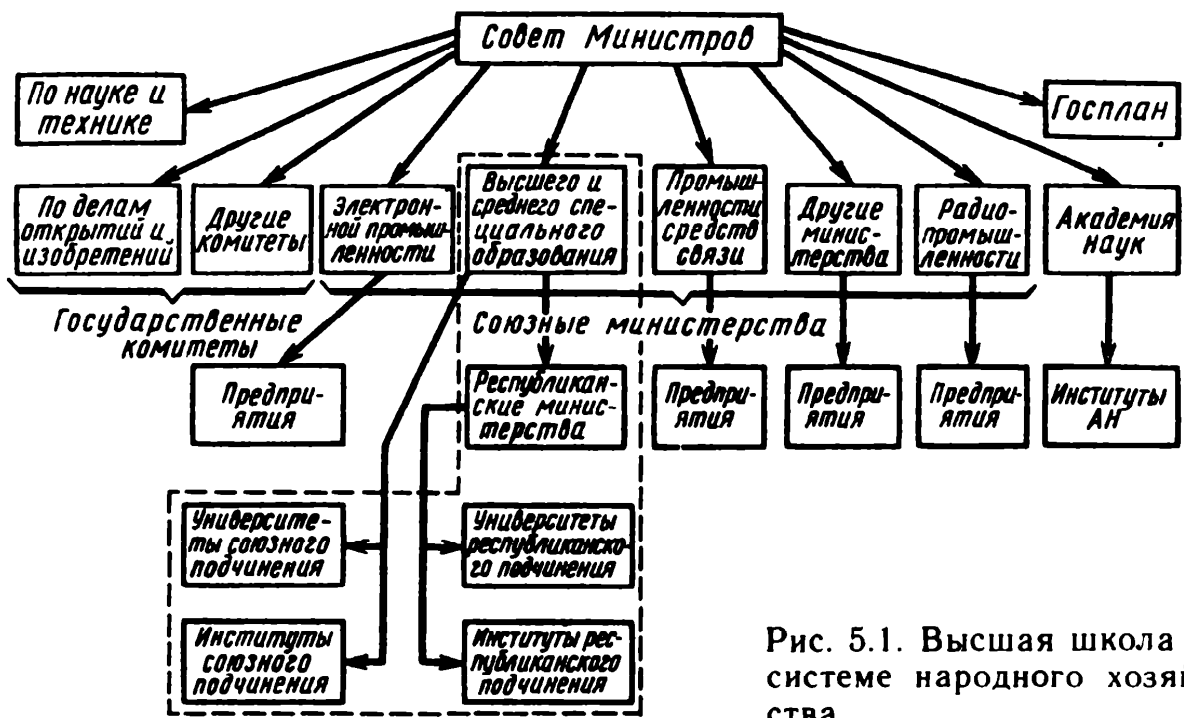 Совет Министров
По науке и
технике
Госплан
По делам
открытий и
изобретений
Другие
комитеты
Электрон-
ной промыш-
ленности
Высшего и
среднего спе-
циального
образования
Промыш-
ленности
средств
связи
Другие
минис-
терства
Радио-
промыш-
ленности
Академия
наук
Государственные
комитеты
Союзные министерства
Предпри-
ятия
Республикан-
ские минис-
терства
Предпри-
ятия
Предпри-
ятия
Предпри-
ятия
Институты
АН
Университе-
ты союзного
подчинения
Университеты
республиканско-
го подчинения
Институты
союзного
подчинения
Институты рес-
публиканского
подчинения
Рис. 5.1. Высшая школа
системе народного хозяй
ства